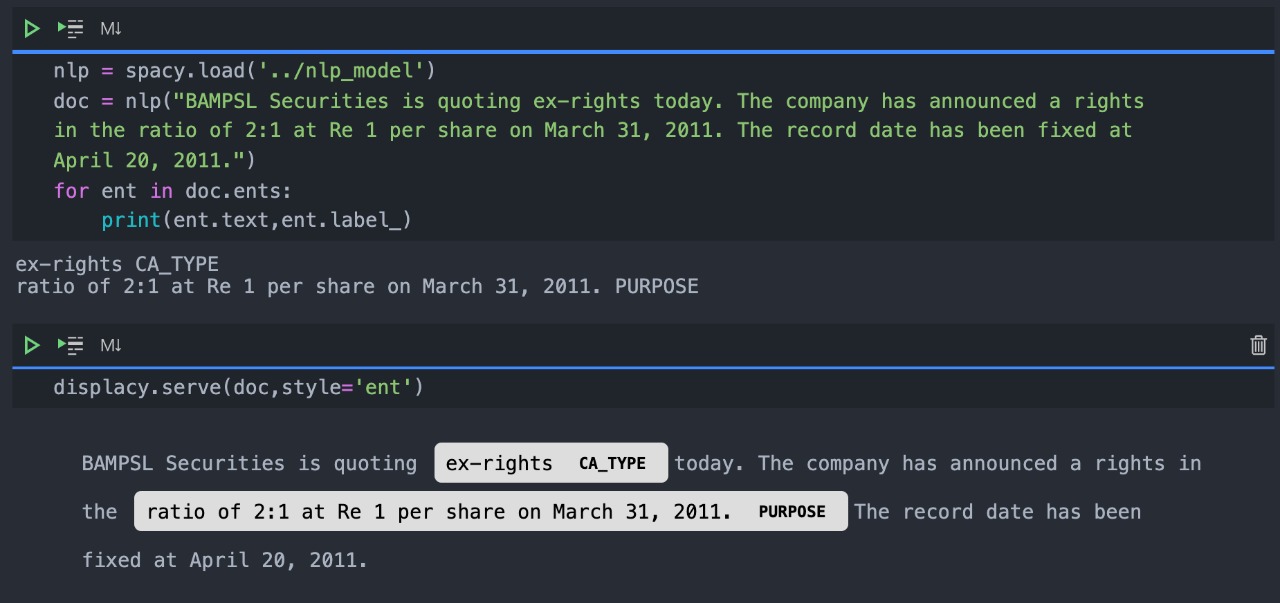 M↓
nlp = spacy.load('../nlp_model')
doc = nlp("BAMPSL Securities is quoting ex-rights today. The company has announced a rights
in the ratio of 2:1 at Re 1 per share on March 31, 2011. The record date has been fixed at
April 20, 2011.")
for ent in doc.ents:
    print(ent.text,ent.label_)
ex-rights CA_TYPE
ratio of 2:1 at Re 1 per share on March 31, 2011. PURPOSE
M↓
displacy.serve(doc,style='ent')
BAMPSL Securities is quoting ex-rights CA_TYPE today. The company has announced a rights in
the ratio of 2:1 at Re 1 per share on March 31, 2011. PURPOSE The record date has been
fixed at April 20, 2011.